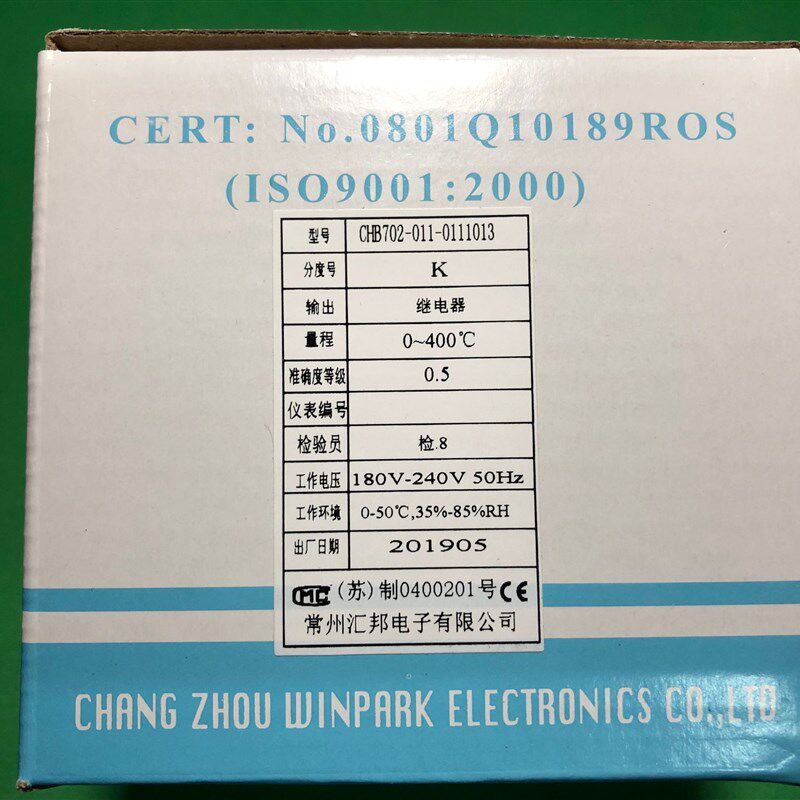 CERT: No.0801Q10189ROS
(ISO9001:2000)
型号 CHB702-011-0111013
分度号 K
输出 继电器
量程 0~400℃
准确度等级 0.5
仪表编号
检验员 检.8
工作电压 180V-240V 50Hz
工作环境 0-50℃,35%-85%RH
出厂日期 201905
MC (苏)制0400201号 CE
常州汇邦电子有限公司
CHANG ZHOU WINPARK ELECTRONICS CO.,LTD